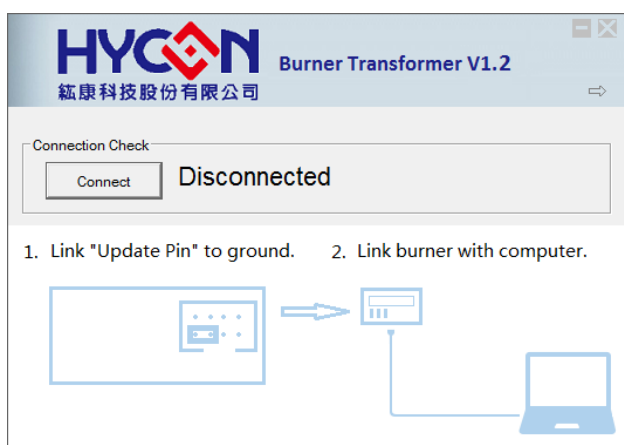 HYCON
Burner Transformer V1.2
紘康科技股份有限公司
Connection Check
Connect
Disconnected
1. Link "Update Pin" to ground.
2. Link burner with computer.